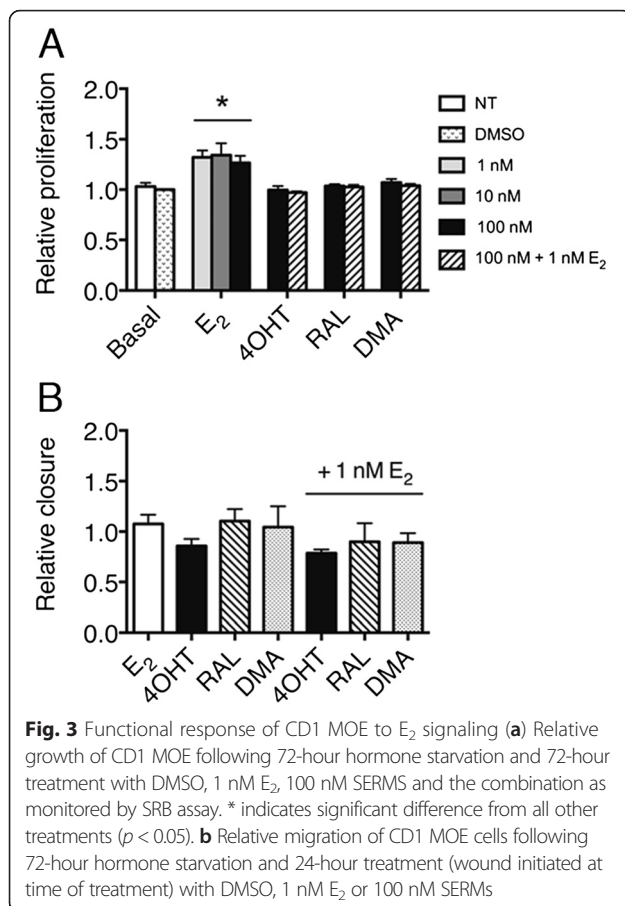 A
Relative proliferation
2.0
1.5
1.0
0.5
0.0
*
NT
DMSO
1 nM
10 nM
100 nM
100 nM + 1 nM E₂
Basal
E₂
4OHT
RAL
DMA
B
Relative closure
2.0
1.5
1.0
0.5
0.0
+ 1 nM E₂
E₂
4OHT
RAL
DMA
4OHT
RAL
DMA
Fig. 3 Functional response of CD1 MOE to E₂ signaling (a) Relative
growth of CD1 MOE following 72-hour hormone starvation and 72-hour
treatment with DMSO, 1 nM E₂, 100 nM SERMS and the combination as
monitored by SRB assay. * indicates significant difference from all other
treatments (p < 0.05). b Relative migration of CD1 MOE cells following
72-hour hormone starvation and 24-hour treatment (wound initiated at
time of treatment) with DMSO, 1 nM E₂ or 100 nM SERMs